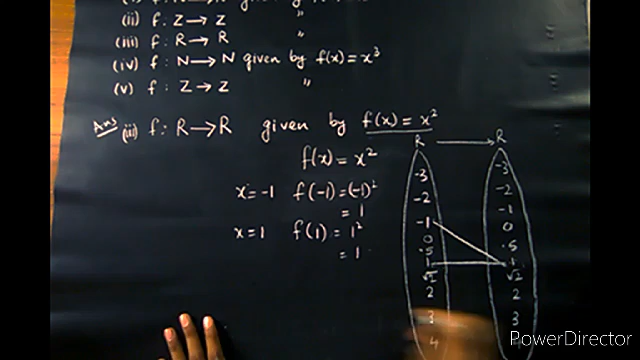 (ii) f : Z → Z  "
(iii) f : R → R  "
(iv) f : N → N given by f(x) = x³
(v) f : Z → Z  "
Ans (iii) f : R → R given by f(x) = x²
f(x) = x²
x = -1 f(-1) = (-1)²
= 1
x = 1 f(1) = 1²
= 1
R → R
-3 -3
-2 -2
-1 -1
0 0
.5 .5
1 1
√2 √2
2 2
3 3
4
PowerDirector